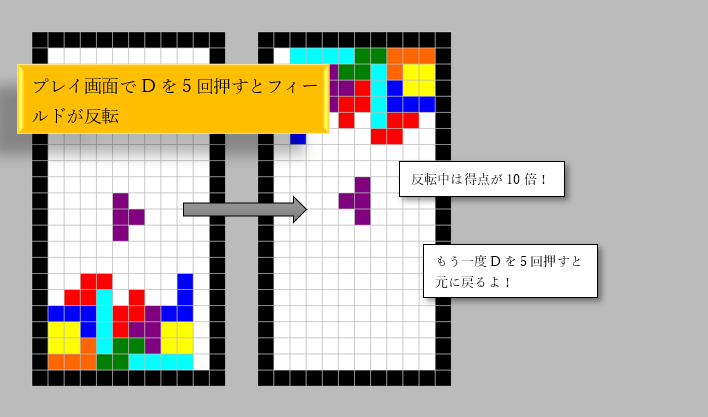 プレイ画面で D を 5 回押すとフィー
ルドが反転
反転中は得点が 10 倍！
もう一度 D を 5 回押すと
元に戻るよ！